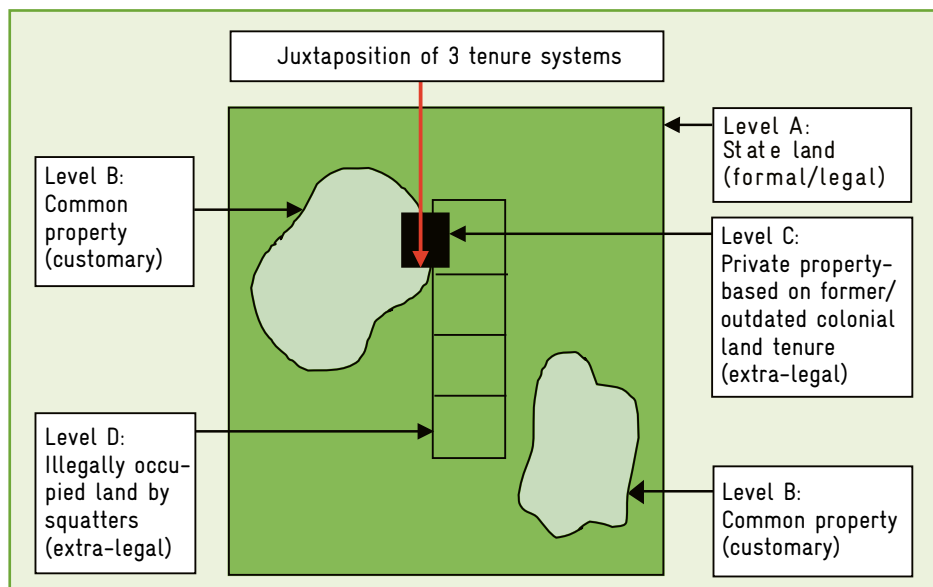 Juxtaposition of 3 tenure systems
Level A:
State land
(formal/legal)
Level B:
Common
property
(customary)
Level C:
Private property-
based on former/
outdated colonial
land tenure
(extra-legal)
Level D:
Illegally occu-
pied land by
squatters
(extra-legal)
Level B:
Common property
(customary)